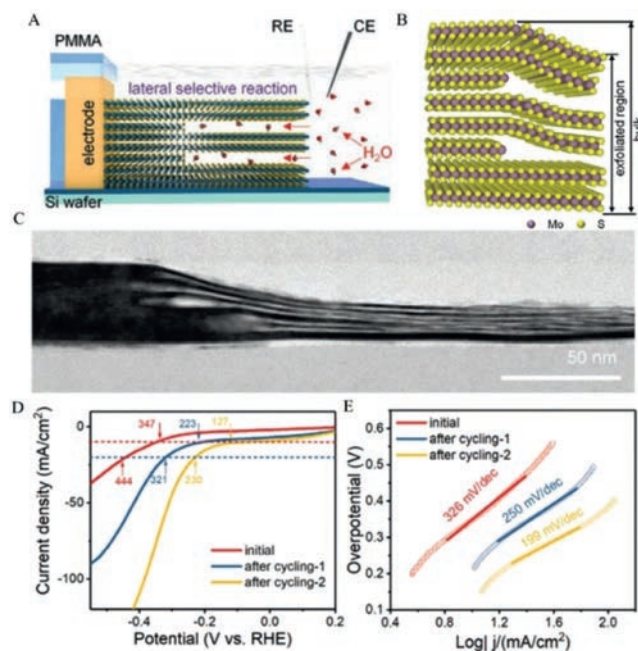 A
PMMA
RE
CE
lateral selective reaction
electrode
H₂O
Si wafer
B
exfoliated region
bulk
Mo
S
C
50 nm
D
Current density (mA/cm²)
0
-50
-100
347
223
127
444
321
230
initial
after cycling-1
after cycling-2
-0.4
-0.2
0.0
0.2
Potential (V vs. RHE)
E
Overpotential (V)
0.6
0.5
0.4
0.3
0.2
initial
after cycling-1
after cycling-2
326 mV/dec
250 mV/dec
199 mV/dec
0.4
0.8
1.2
1.6
2.0
Log| j/(mA/cm²)